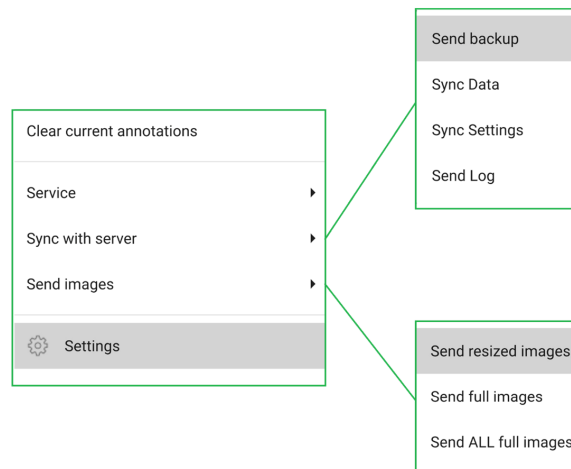 Clear current annotations
Service
Sync with server
Send images
Settings
Send backup
Sync Data
Sync Settings
Send Log
Send resized images
Send full images
Send ALL full images